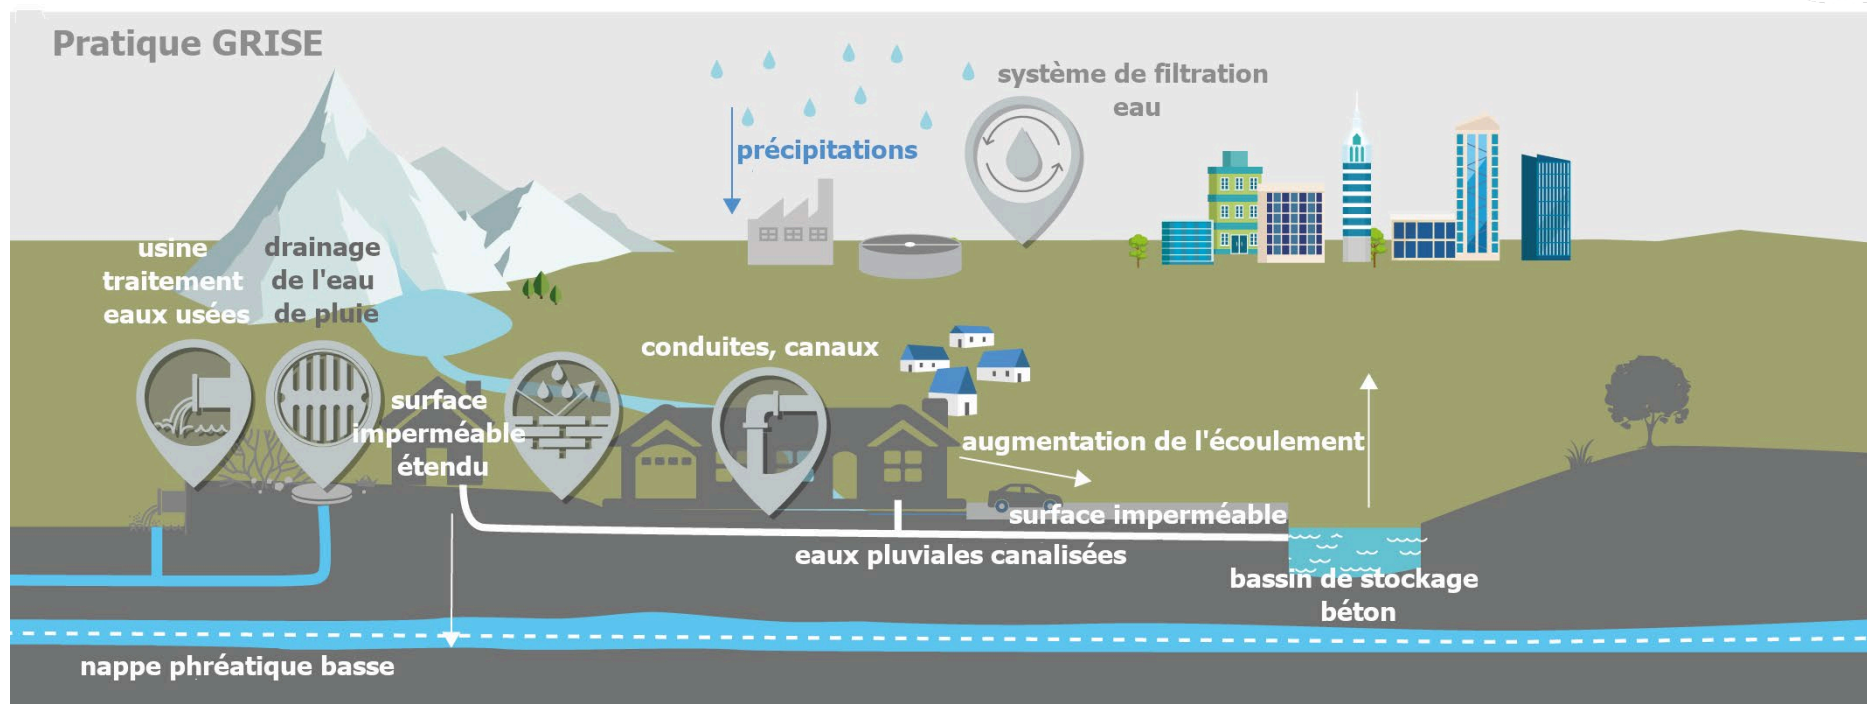 Pratique GRISE
système de filtration
eau
précipitations
usine
traitement
eaux usées
drainage
de l'eau
de pluie
conduites, canaux
surface
imperméable
étendu
augmentation de l'écoulement
surface imperméable
eaux pluviales canalisées
bassin de stockage
béton
nappe phréatique basse